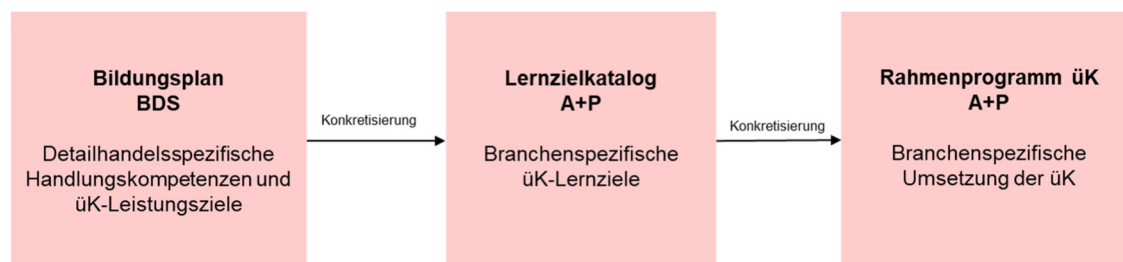 Bildungsplan
BDS
Detailhandelsspezifische
Handlungskompetenzen und
üK-Leistungsziele
Konkretisierung
Lernzielkatalog
A+P
Branchenspezifische
üK-Lernziele
Konkretisierung
Rahmenprogramm üK
A+P
Branchenspezifische
Umsetzung der üK